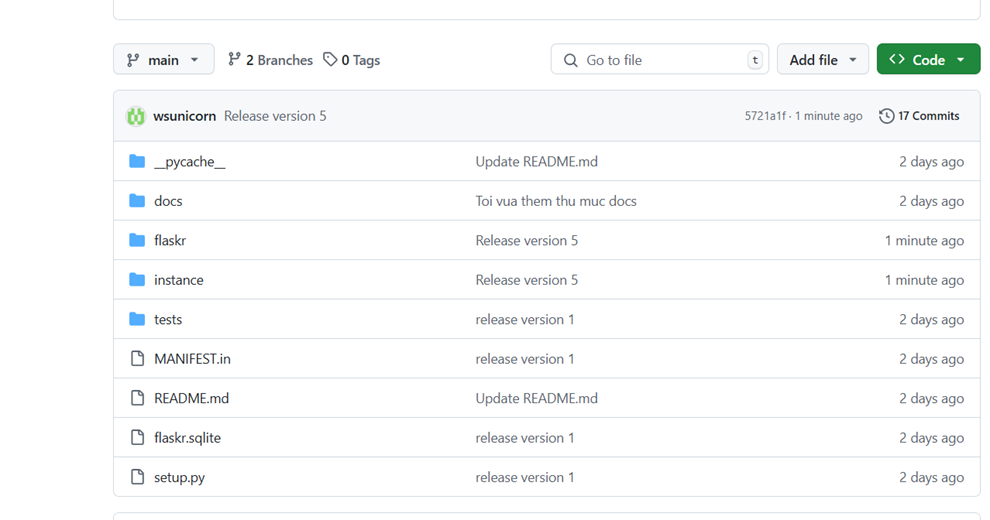 main 2 Branches 0 Tags Go to file t Add file Code
wsunicorn Release version 5 5721a1f · 1 minute ago 17 Commits
__pycache__ Update README.md 2 days ago
docs Toi vua them thu muc docs 2 days ago
flaskr Release version 5 1 minute ago
instance Release version 5 1 minute ago
tests release version 1 2 days ago
MANIFEST.in release version 1 2 days ago
README.md Update README.md 2 days ago
flaskr.sqlite release version 1 2 days ago
setup.py release version 1 2 days ago